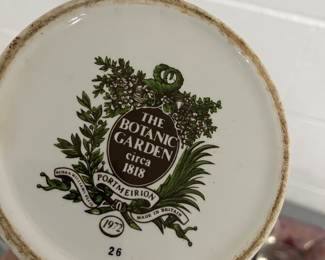 THE
BOTANIC
GARDEN
circa
1818
PORTMEIRION
MADE IN BRITAIN
1972
26